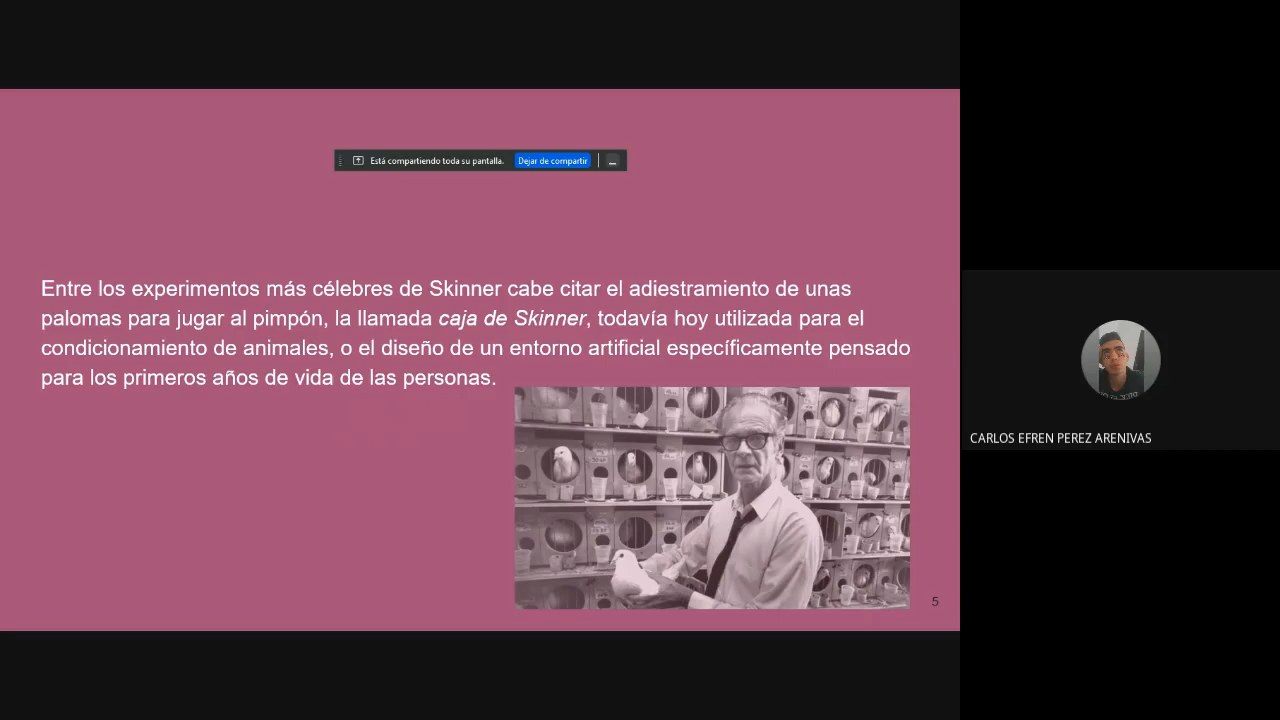 Está compartiendo toda su pantalla. Dejar de compartir
Entre los experimentos más célebres de Skinner cabe citar el adiestramiento de unas
palomas para jugar al pimpón, la llamada caja de Skinner, todavía hoy utilizada para el
condicionamiento de animales, o el diseño de un entorno artificial específicamente pensado
para los primeros años de vida de las personas.
5
CARLOS EFREN PEREZ ARENIVAS